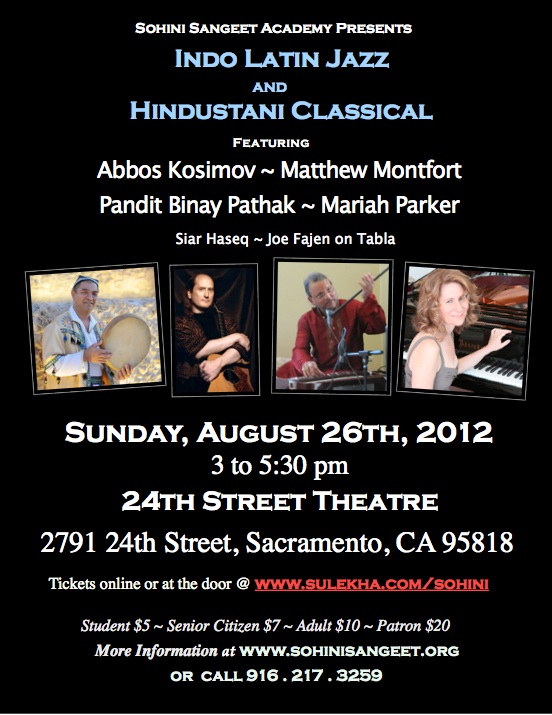 Sohini Sangeet Academy Presents
Indo Latin Jazz
and
Hindustani Classical
Featuring
Abbos Kosimov ~ Matthew Montfort
Pandit Binay Pathak ~ Mariah Parker
Siar Haseq ~ Joe Fajen on Tabla
Sunday, August 26th, 2012
3 to 5:30 pm
24th Street Theatre
2791 24th Street, Sacramento, CA 95818
Tickets online or at the door @ www.sulekha.com/sohini
Student $5 ~ Senior Citizen $7 ~ Adult $10 ~ Patron $20
More Information at www.sohinisangeet.org
or call 916 . 217 . 3259